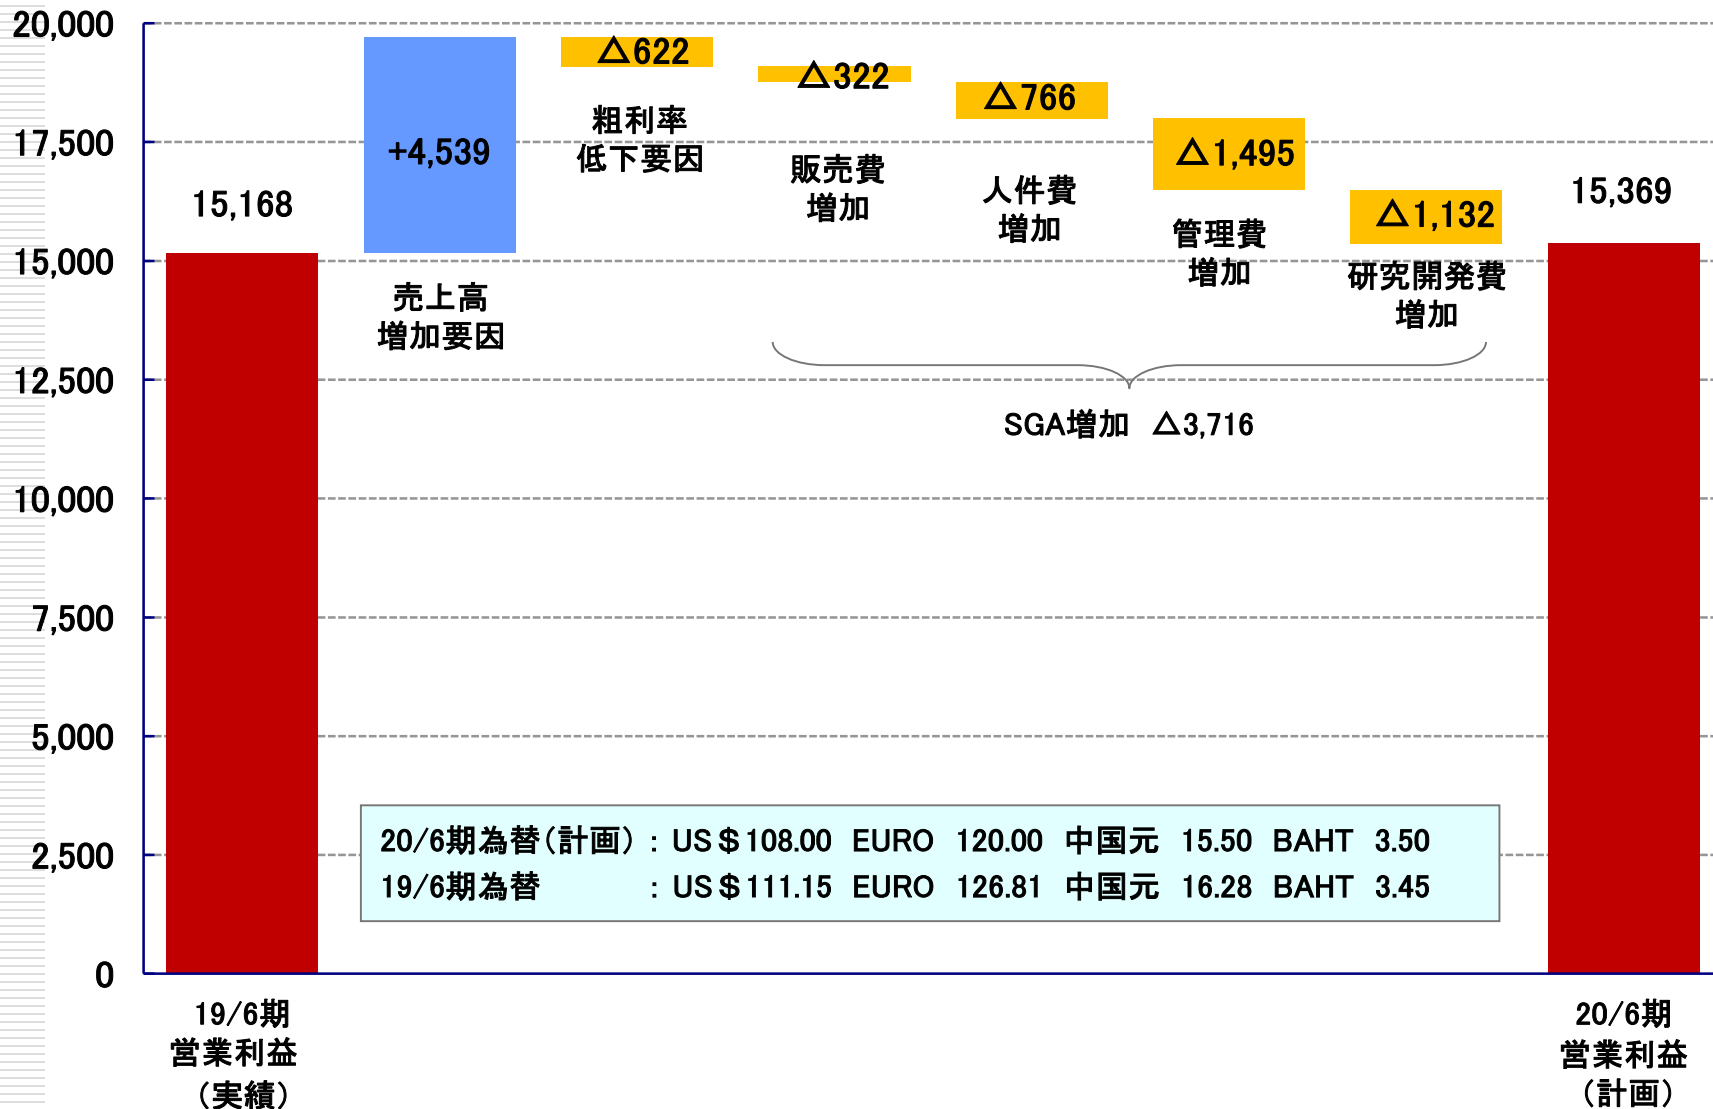 20,000
17,500
15,000
12,500
10,000
7,500
5,000
2,500
0
15,168
+4,539
売上高
増加要因
△622
粗利率
低下要因
△322
販売費
増加
△766
人件費
増加
△1,495
管理費
増加
△1,132
研究開発費
増加
15,369
SGA増加 △3,716
20/6期為替(計画) : US＄108.00 EURO 120.00 中国元 15.50 BAHT 3.50
19/6期為替 : US＄111.15 EURO 126.81 中国元 16.28 BAHT 3.45
19/6期
営業利益
(実績)
20/6期
営業利益
(計画)